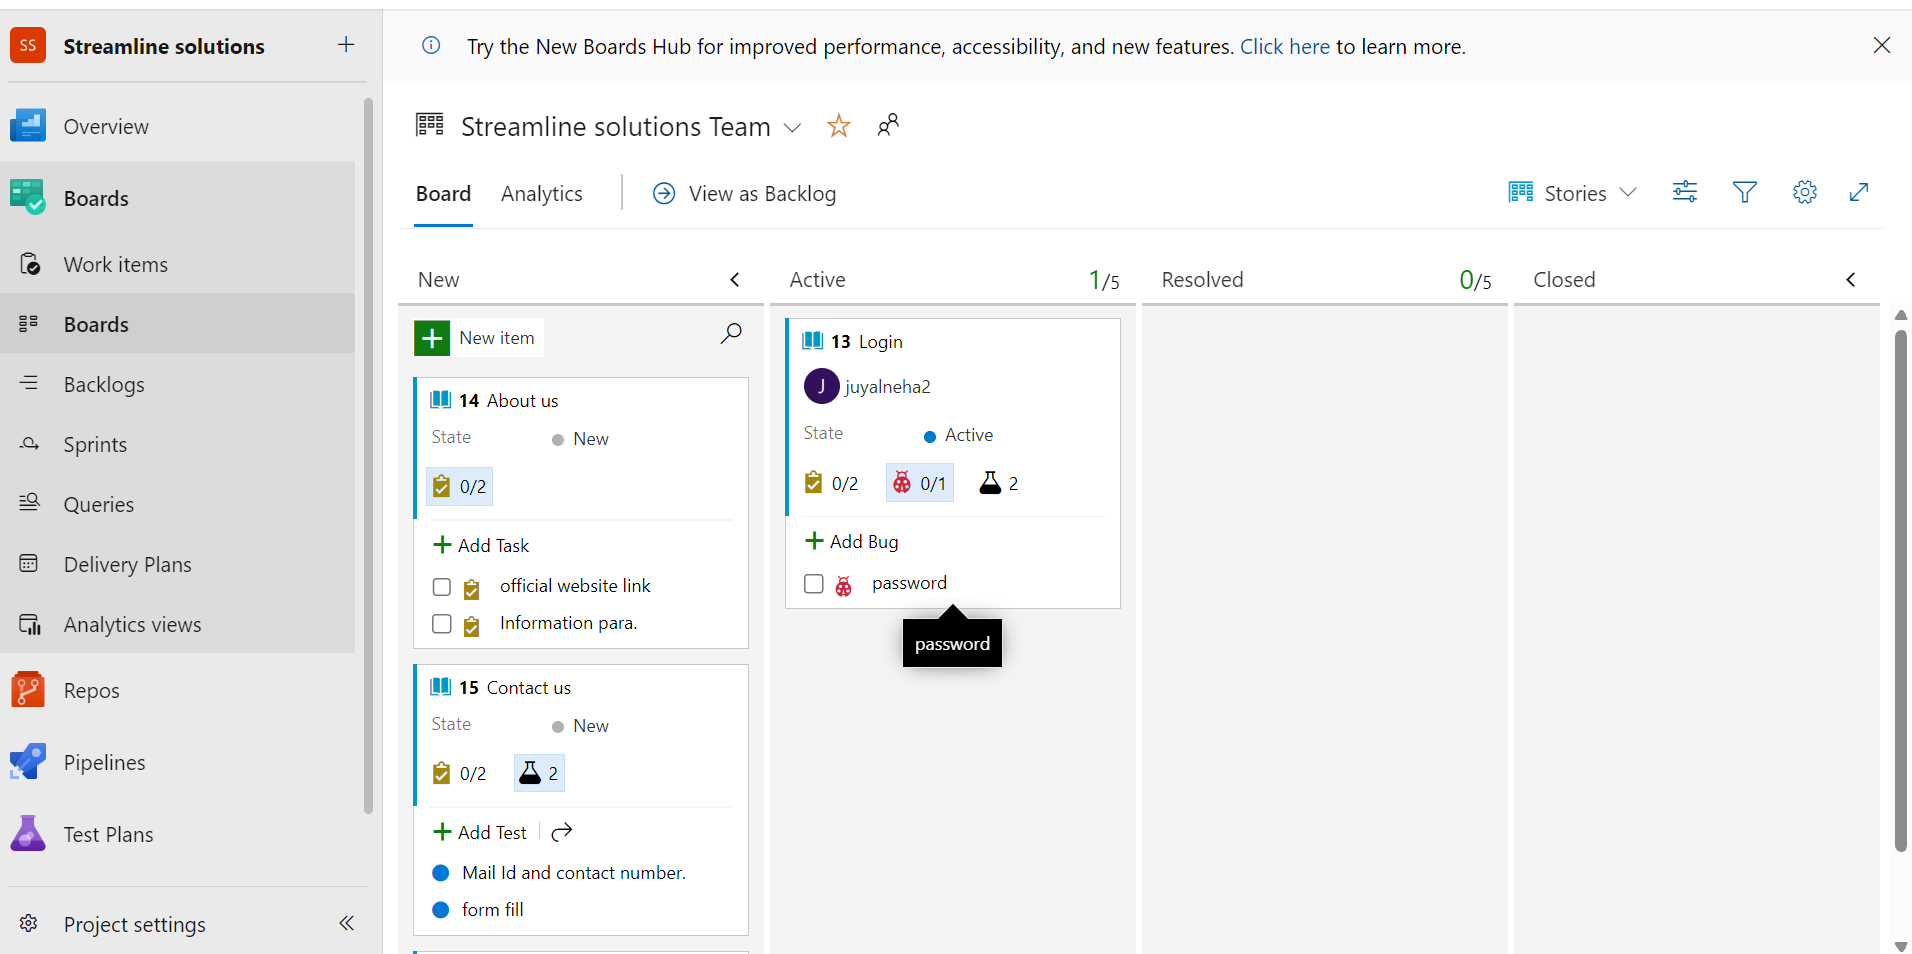 SS Streamline solutions +
Overview
Boards
Work items
Boards
Backlogs
Sprints
Queries
Delivery Plans
Analytics views
Repos
Pipelines
Test Plans
Project settings
Try the New Boards Hub for improved performance, accessibility, and new features. Click here to learn more.
Streamline solutions Team
Board Analytics View as Backlog Stories
New
New item
14 About us
State New
0/2
Add Task
official website link
Information para.
15 Contact us
State New
0/2 2
Add Test
Mail Id and contact number.
form fill
Active 1/5
13 Login
J juyalneha2
State Active
0/2 0/1 2
Add Bug
password
password
Resolved 0/5
Closed